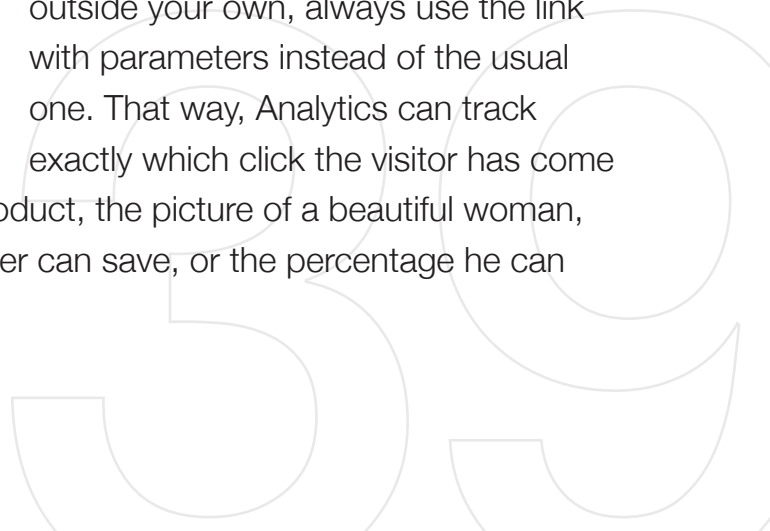 outside your own, always use the link
with parameters instead of the usual
one. That way, Analytics can track
exactly which click the visitor has come
the picture of a beautiful woman,
can save, or the percentage he can
39